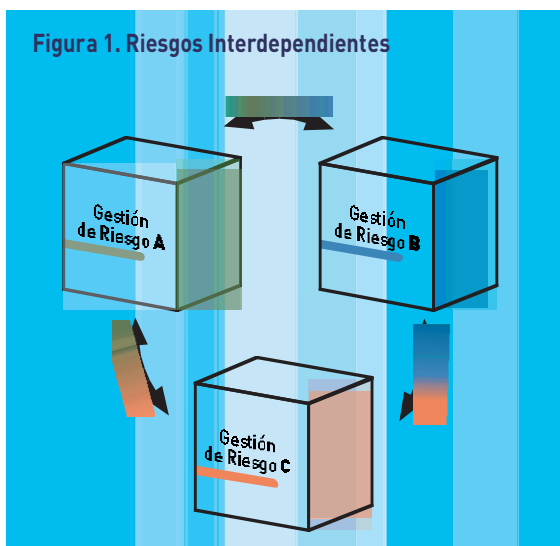 Figura 1. Riesgos Interdependientes
Gestión
de Riesgo A
Gestión
de Riesgo B
Gestión
de Riesgo C